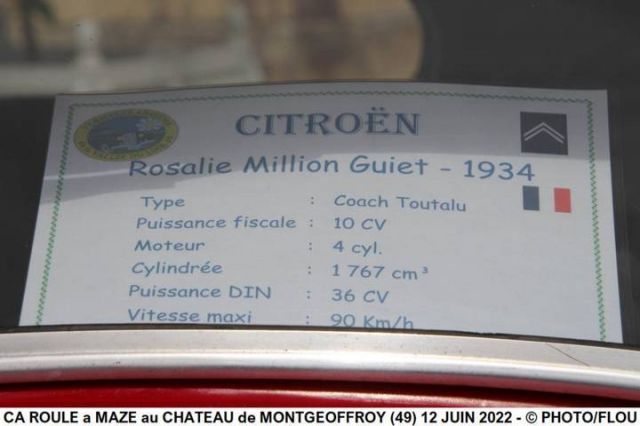 CITROËN
Rosalie Million Guiet - 1934
Type : Coach Toutalu
Puissance fiscale : 10 CV
Moteur : 4 cyl.
Cylindrée : 1 767 cm³
Puissance DIN : 36 CV
Vitesse maxi : 90 Km/h
CA ROULE a MAZE au CHATEAU de MONTGEOFFROY (49) 12 JUIN 2022 - © PHOTO/FLOU